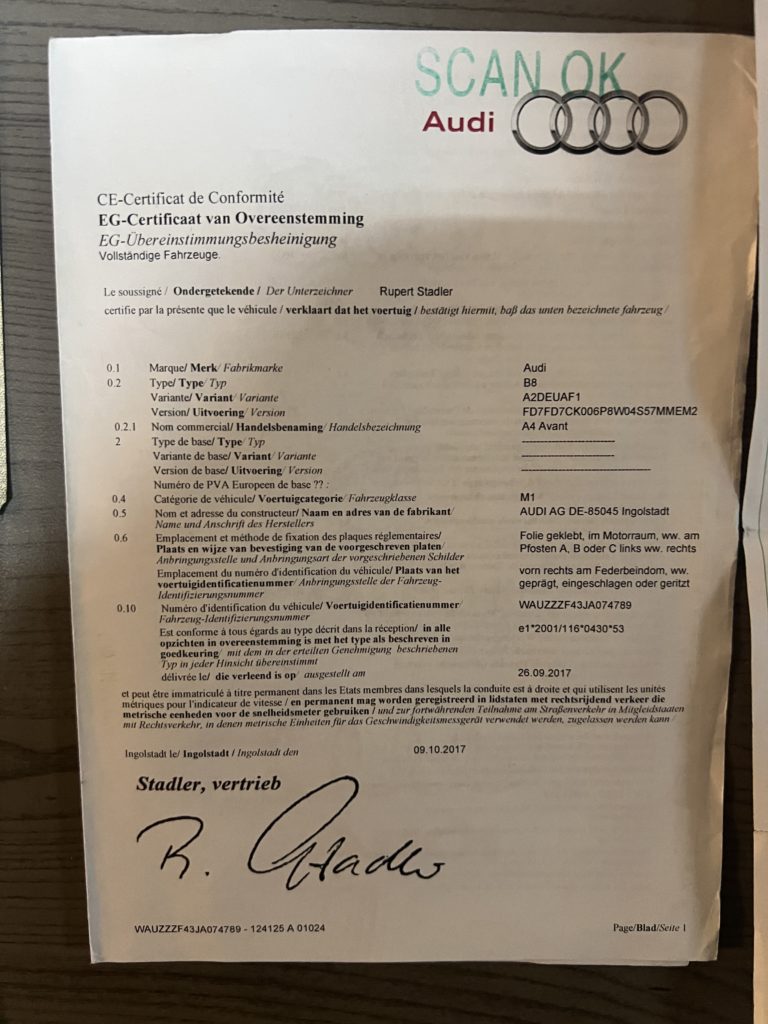 SCAN OK
Audi
CE-Certificat de Conformité
EG-Certificaat van Overeenstemming
EG-Übereinstimmungsbesheinigung
Vollständige Fahrzeuge.
Le soussigné / Ondergetekende / Der Unterzeichner Rupert Stadler
certifie par la présente que le véhicule / verklaart dat het voertuig / bestätigt hiermit, baß das unten bezeichnete fahrzeug /
0.1 Marque/ Merk/ Fabrikmarke Audi
0.2 Type/ Type/ Typ B8
Variante/ Variant/ Variante A2DEUAF1
Version/ Uitvoering/ Version FD7FD7CK006P8W04S57MMEM2
0.2.1 Nom commercial/ Handelsbenaming/ Handelsbezeichnung A4 Avant
2 Type de base/ Type/ Typ ------------------------
Variante de base/ Variant/ Variante ------------------------
Version de base/ Uitvoering/ Version ---------------------------------
Numéro de PVA Europeen de base ?? :
0.4 Catégorie de véhicule/ Voertuigcategorie/ Fahrzeugklasse M1
0.5 Nom et adresse du constructeur/ Naam en adres van de fabrikant/ AUDI AG DE-85045 Ingolstadt
Name und Anschrift des Herstellers
0.6 Emplacement et méthode de fixation des plaques réglementaires/ Folie geklebt, im Motorraum, ww. am
Plaats en wijze van bevestiging van de voorgeschreven platen/ Pfosten A, B oder C links ww. rechts
Anbringungsstelle und Anbringungsart der vorgeschriebenen Schilder
Emplacement du numéro d'identification du véhicule/ Plaats van het vorn rechts am Federbeindom, ww.
voertuigidentificatienummer/ Anbringungsstelle der Fahrzeug- geprägt, eingeschlagen oder geritzt
Identifizierungsnummer
0.10 Numéro d'identification du véhicule/ Voertuigidentificatienummer/ WAUZZZF43JA074789
Fahrzeug-Identifizierungsnummer
Est conforme à tous égards au type décrit dans la réception/ in alle e1*2001/116*0430*53
opzichten in overeenstemming is met het type als beschreven in
goedkeuring/ mit dem in der erteilten Genehmigung beschriebenen
Typ in jeder Hinsicht übereinstimmt
délivrée le/ die verleend is op/ ausgestellt am 26.09.2017
et peut être immatriculé à titre permanent dans les Etats membres dans lesquels la conduite est à droite et qui utilisent les unités
métriques pour l'indicateur de vitesse / en permanent mag worden geregistreerd in lidstaten met rechtsrijdend verkeer die
metrische eenheden voor de snelheidsmeter gebruiken / und zur fortwährenden Teilnahme am Straßenverkehr in Mitgleidstaaten
mit Rechtsverkehr, in denen metrische Einheiten für das Geschwindigkeitsmessgerät verwendet werden, zugelassen werden kann /
Ingolstadt le/ Ingolstadt / Ingolstadt den 09.10.2017
Stadler, vertrieb
R. Stadler
WAUZZZF43JA074789 - 124125 A 01024 Page/Blad/Seite 1